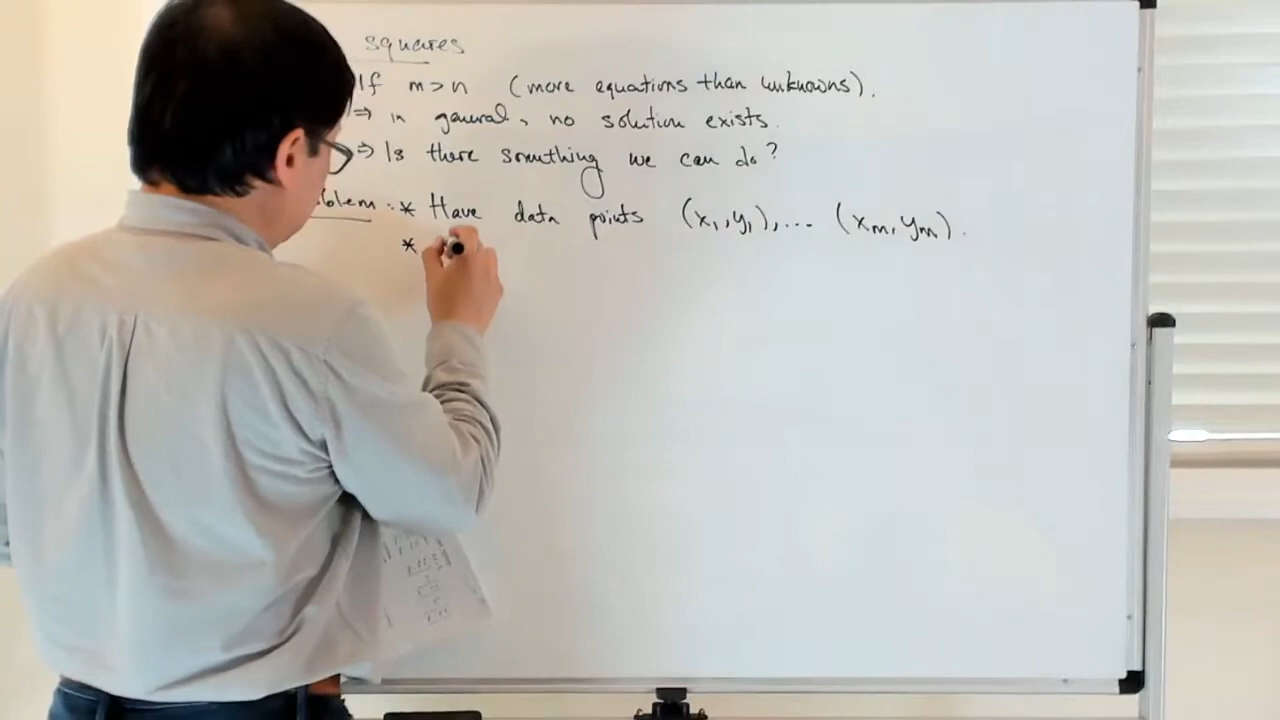 squares
If m>n (more equations than unknowns).
⇒ in general, no solution exists.
⇒ Is there something we can do?
* Have data points (x₁,y₁),... (xₘ,yₘ).
*